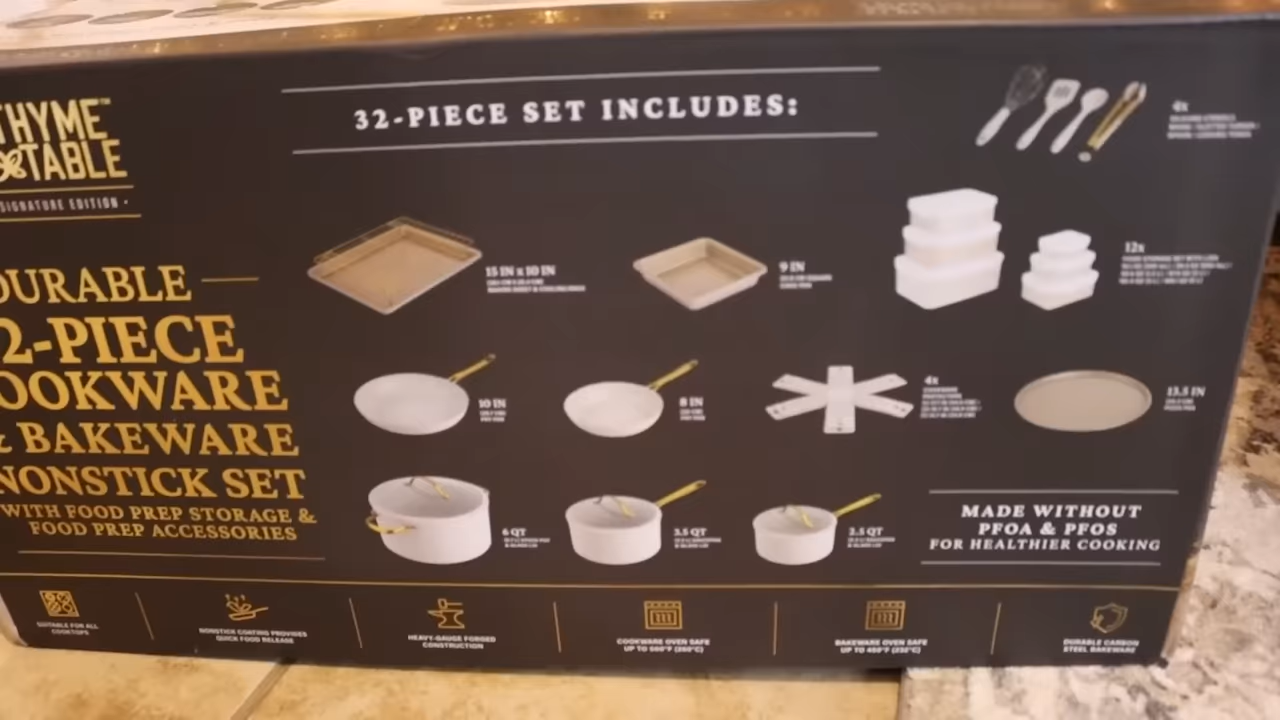 THYME
& TABLE
SIGNATURE EDITION
DURABLE
2-PIECE
OOKWARE
& BAKEWARE
NONSTICK SET
WITH FOOD PREP STORAGE &
FOOD PREP ACCESSORIES
32-PIECE SET INCLUDES:
4x
15 IN x 10 IN
9 IN
12x
10 IN
8 IN
4x
13.5 IN
6 QT
3.5 QT
2.5 QT
MADE WITHOUT
PFOA & PFOS
FOR HEALTHIER COOKING
SUITABLE FOR ALL
COOKTOPS
NONSTICK COATING PROVIDES
QUICK FOOD RELEASE
HEAVY-GAUGE FORGED
CONSTRUCTION
COOKWARE OVEN SAFE
UP TO 500°F (260°C)
BAKEWARE OVEN SAFE
UP TO 450°F (232°C)
DURABLE CARBON
STEEL BAKEWARE